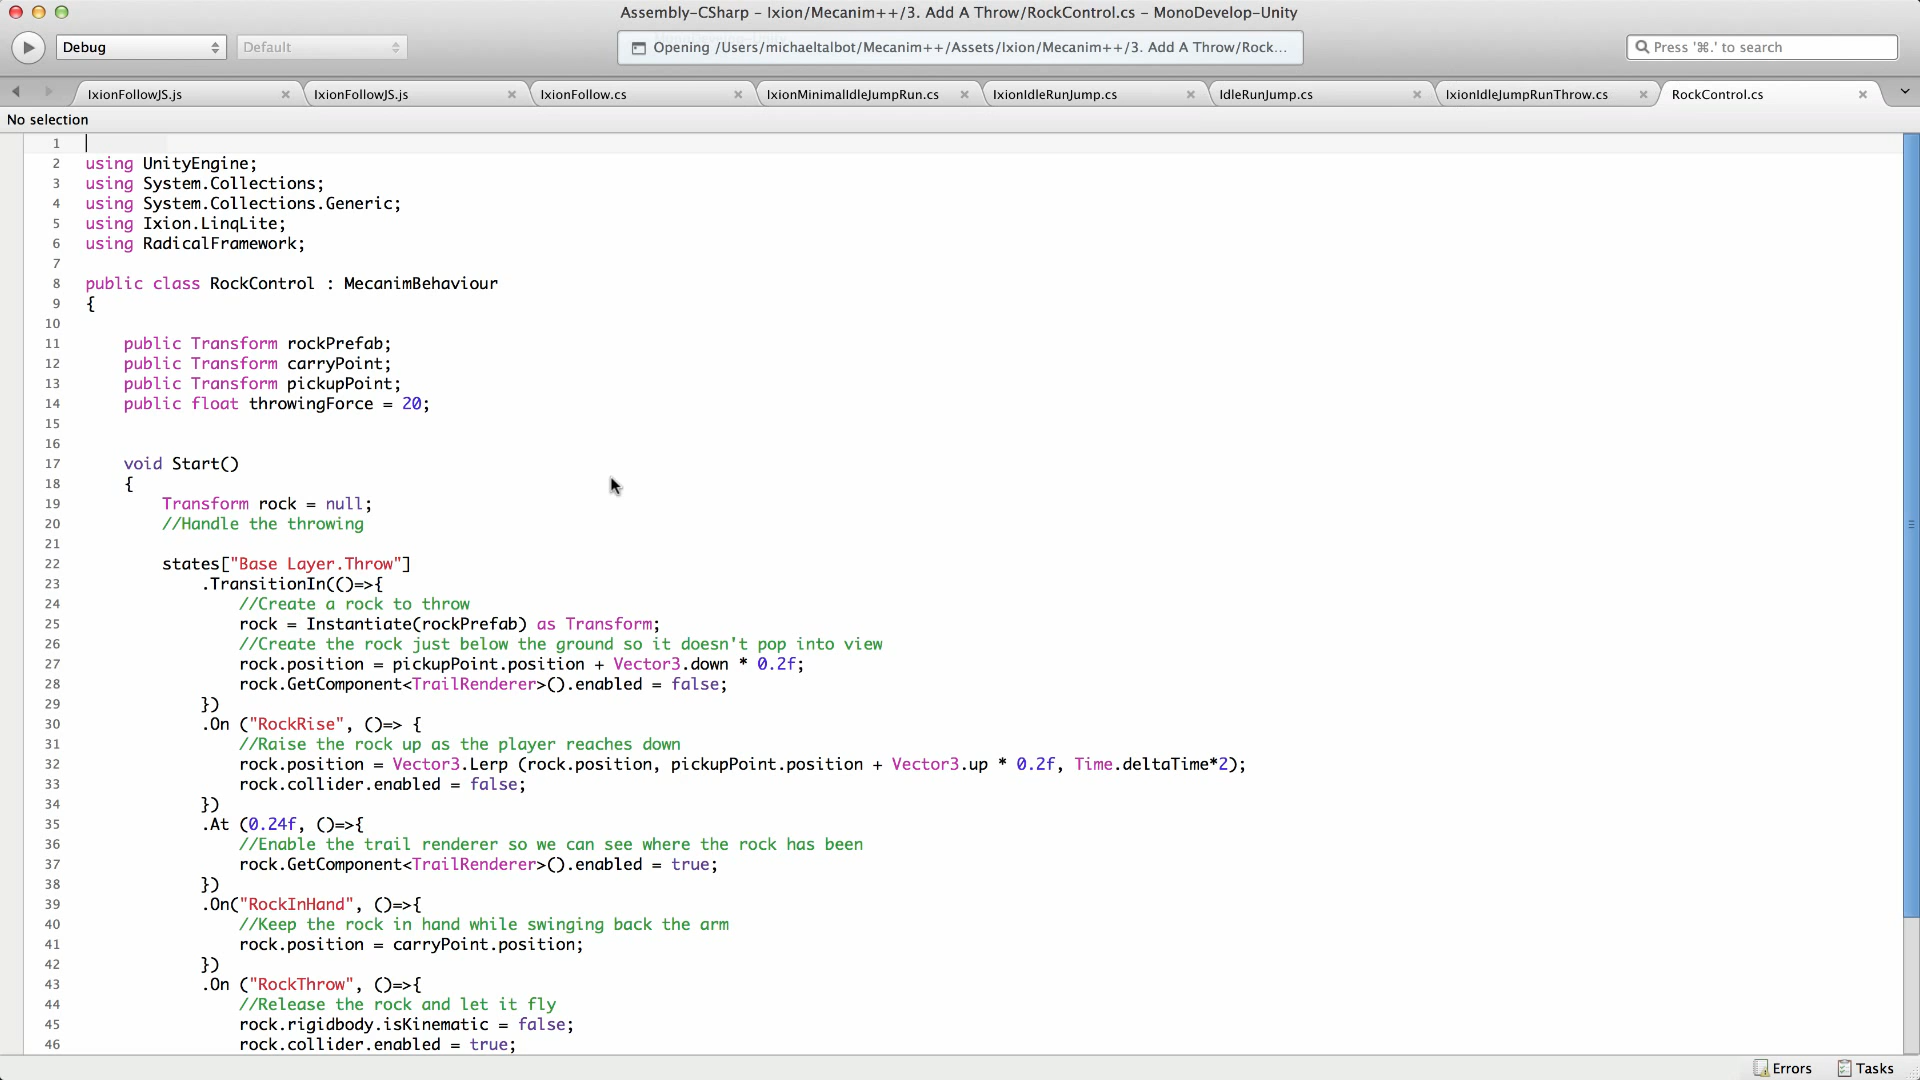 Assembly-CSharp – Ixion/Mecanim++/3. Add A Throw/RockControl.cs – MonoDevelop-Unity
Debug
Default
Opening /Users/michaeltalbot/Mecanim++/Assets/Ixion/Mecanim++/3. Add A Throw/Rock...
Press '⌘.' to search
IxionFollowJS.js
IxionFollowJS.js
IxionFollow.cs
IxionMinimalIdleJumpRun.cs
IxionIdleRunJump.cs
IdleRunJump.cs
IxionIdleJumpRunThrow.cs
RockControl.cs
No selection
1
2 using UnityEngine;
3 using System.Collections;
4 using System.Collections.Generic;
5 using Ixion.LinqLite;
6 using RadicalFramework;
7
8 public class RockControl : MecanimBehaviour
9 {
10
11 public Transform rockPrefab;
12 public Transform carryPoint;
13 public Transform pickupPoint;
14 public float throwingForce = 20;
15
16
17 void Start()
18 {
19 Transform rock = null;
20 //Handle the throwing
21
22 states["Base Layer.Throw"]
23 .TransitionIn(()=>{
24 //Create a rock to throw
25 rock = Instantiate(rockPrefab) as Transform;
26 //Create the rock just below the ground so it doesn't pop into view
27 rock.position = pickupPoint.position + Vector3.down * 0.2f;
28 rock.GetComponent<TrailRenderer>().enabled = false;
29 })
30 .On ("RockRise", ()=> {
31 //Raise the rock up as the player reaches down
32 rock.position = Vector3.Lerp (rock.position, pickupPoint.position + Vector3.up * 0.2f, Time.deltaTime*2);
33 rock.collider.enabled = false;
34 })
35 .At (0.24f, ()=>{
36 //Enable the trail renderer so we can see where the rock has been
37 rock.GetComponent<TrailRenderer>().enabled = true;
38 })
39 .On("RockInHand", ()=>{
40 //Keep the rock in hand while swinging back the arm
41 rock.position = carryPoint.position;
42 })
43 .On ("RockThrow", ()=>{
44 //Release the rock and let it fly
45 rock.rigidbody.isKinematic = false;
46 rock.collider.enabled = true;
Errors
Tasks